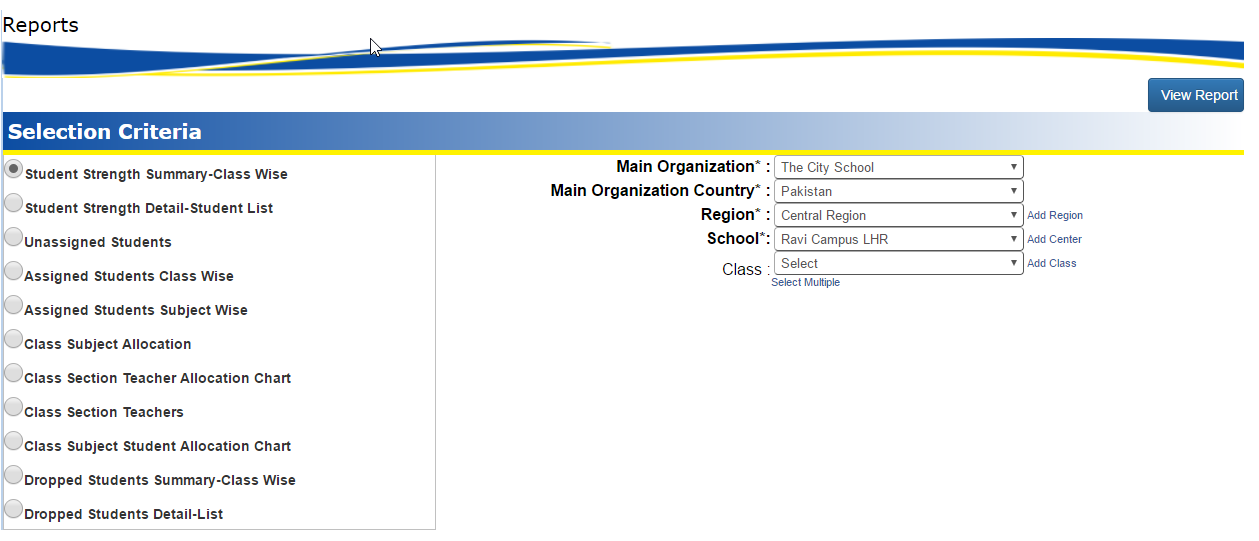 Reports
View Report
Selection Criteria
Student Strength Summary-Class Wise
Student Strength Detail-Student List
Unassigned Students
Assigned Students Class Wise
Assigned Students Subject Wise
Class Subject Allocation
Class Section Teacher Allocation Chart
Class Section Teachers
Class Subject Student Allocation Chart
Dropped Students Summary-Class Wise
Dropped Students Detail-List
Main Organization* : The City School
Main Organization Country* : Pakistan
Region* : Central Region Add Region
School*: Ravi Campus LHR Add Center
Class : Select Add Class
Select Multiple